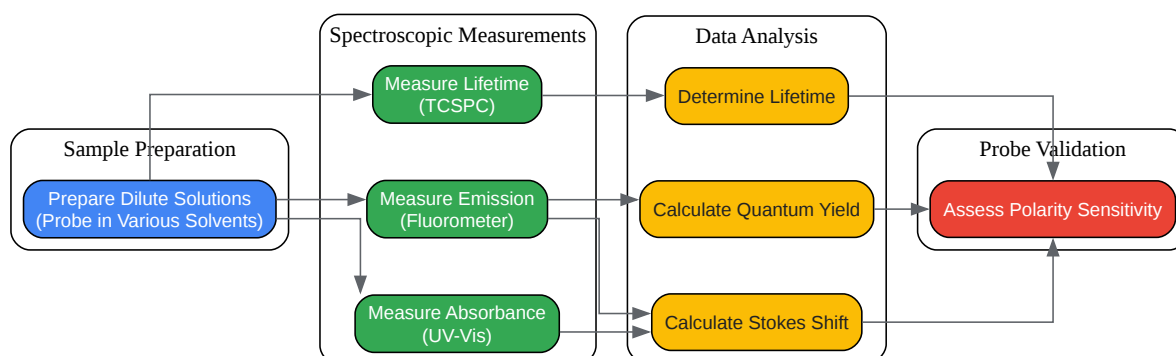 Spectroscopic Measurements
Data Analysis
Measure Lifetime
(TCSPC)
Determine Lifetime
Sample Preparation
Probe Validation
Prepare Dilute Solutions
(Probe in Various Solvents)
Measure Emission
(Fluorometer)
Calculate Quantum Yield
Assess Polarity Sensitivity
Measure Absorbance
(UV-Vis)
Calculate Stokes Shift